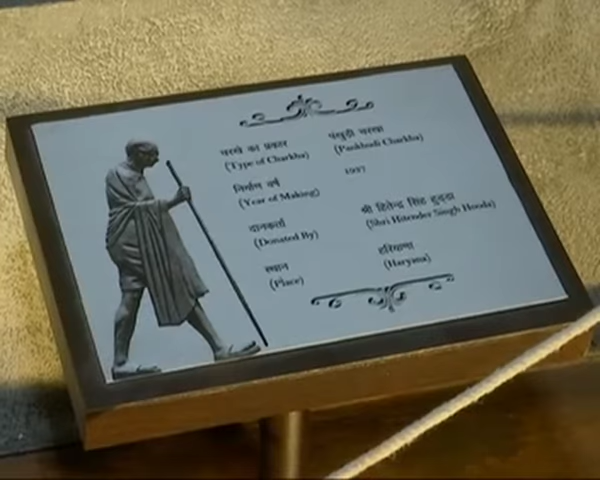 चरखे का प्रकार पंखुड़ी चरखा
(Type of Charkha) (Pankhudi Charkha)
निर्माण वर्ष 1997
(Year of Making)
दानकर्ता श्री हितेन्द्र सिंह हुड्डा
(Donated By) (Shri Hitender Singh Hooda)
स्थान हरियाणा
(Place) (Haryana)